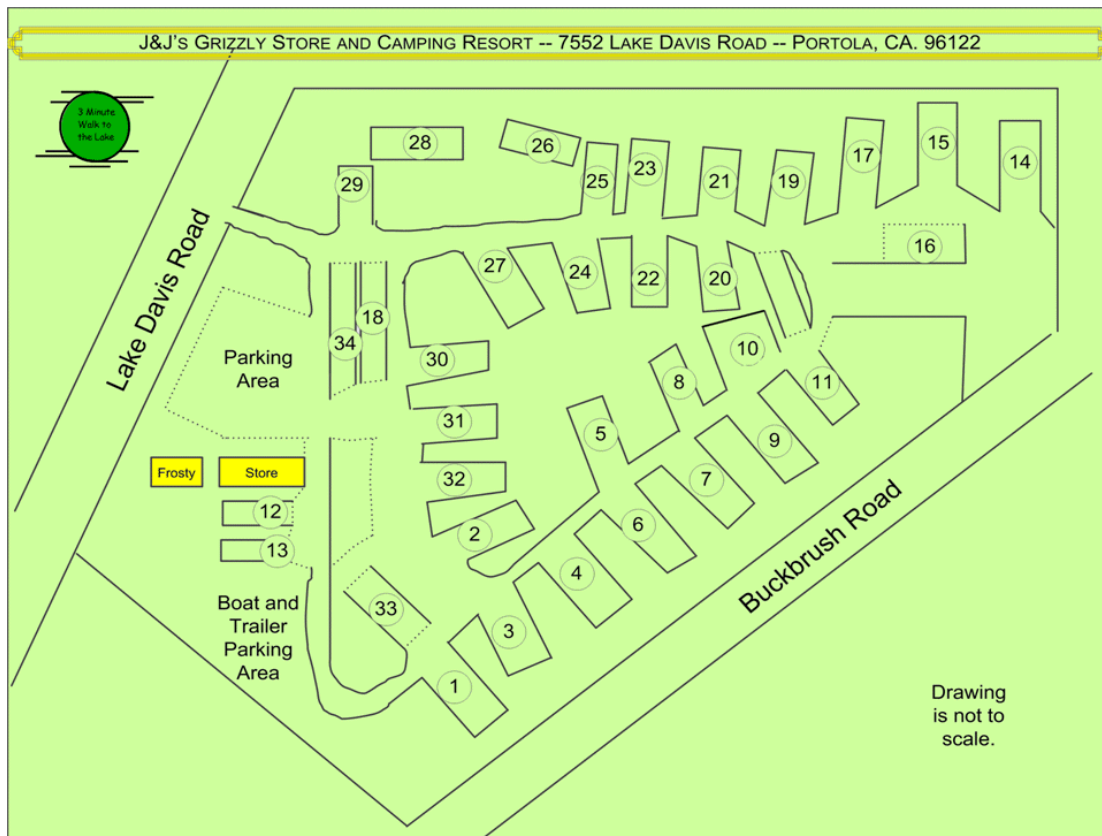 J&J'S GRIZZLY STORE AND CAMPING RESORT -- 7552 LAKE DAVIS ROAD -- PORTOLA, CA. 96122
3 Minute
Walk to
the Lake
28
26
29
25
23
21
19
17
15
14
16
Lake Davis Road
27
24
22
20
34
18
10
Parking
Area
30
8
11
31
5
9
Frosty
Store
32
7
12
2
6
13
4
33
Buckbrush Road
Boat and
Trailer
Parking
Area
3
1
Drawing
is not to
scale.